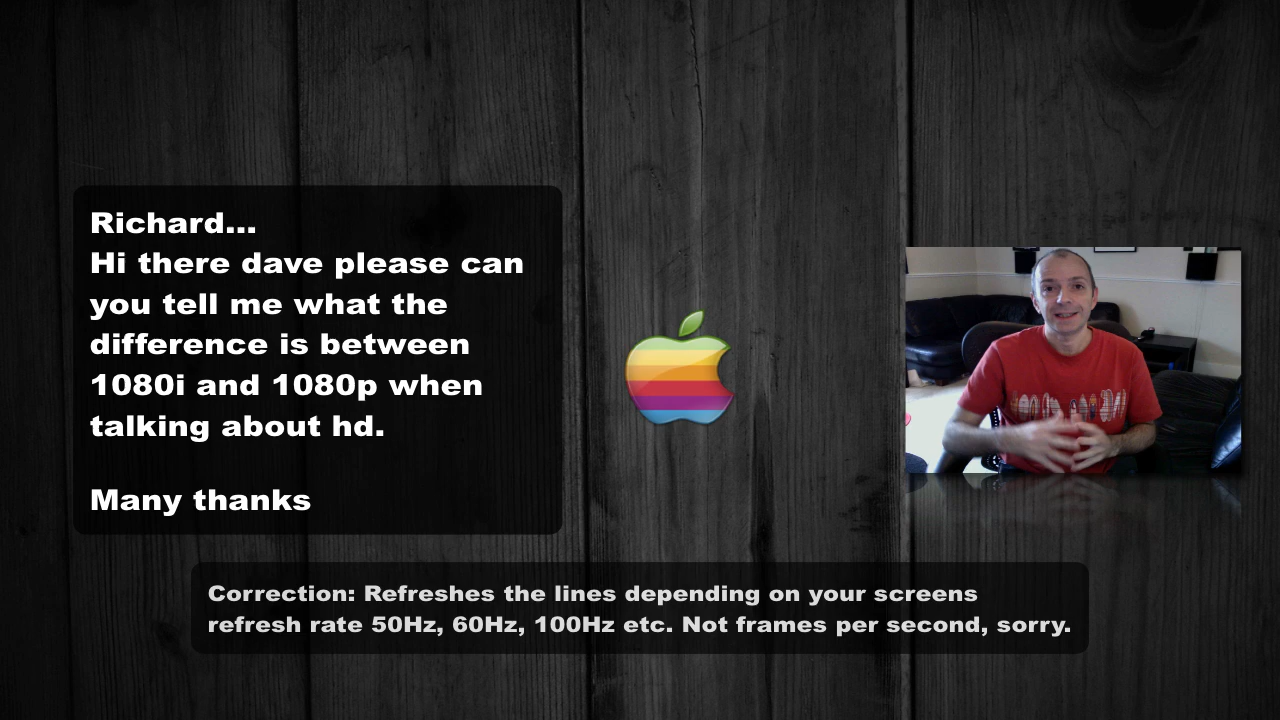 Richard...
Hi there dave please can
you tell me what the
difference is between
1080i and 1080p when
talking about hd.
Many thanks
Correction: Refreshes the lines depending on your screens
refresh rate 50Hz, 60Hz, 100Hz etc. Not frames per second, sorry.